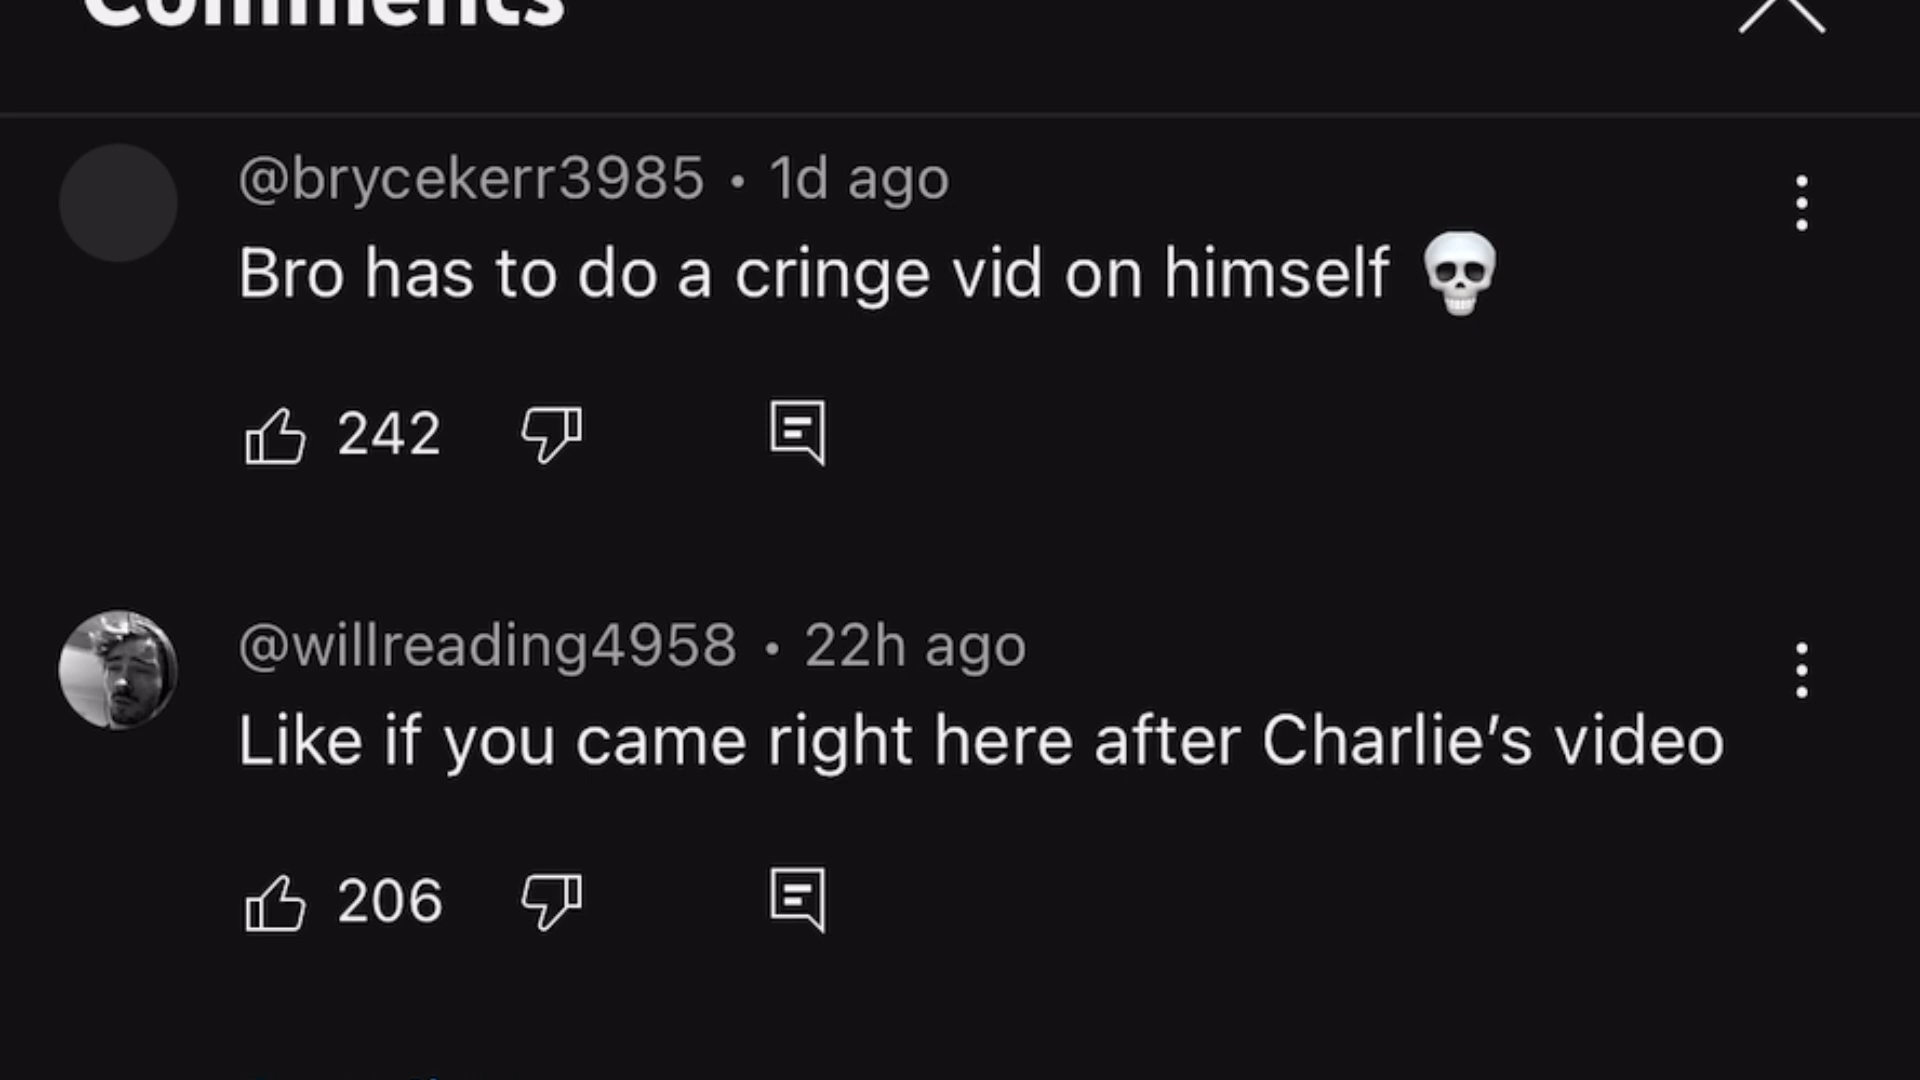 Comments
@brycekerr3985 • 1d ago
Bro has to do a cringe vid on himself 💀
242
@willreading4958 • 22h ago
Like if you came right here after Charlie’s video
206